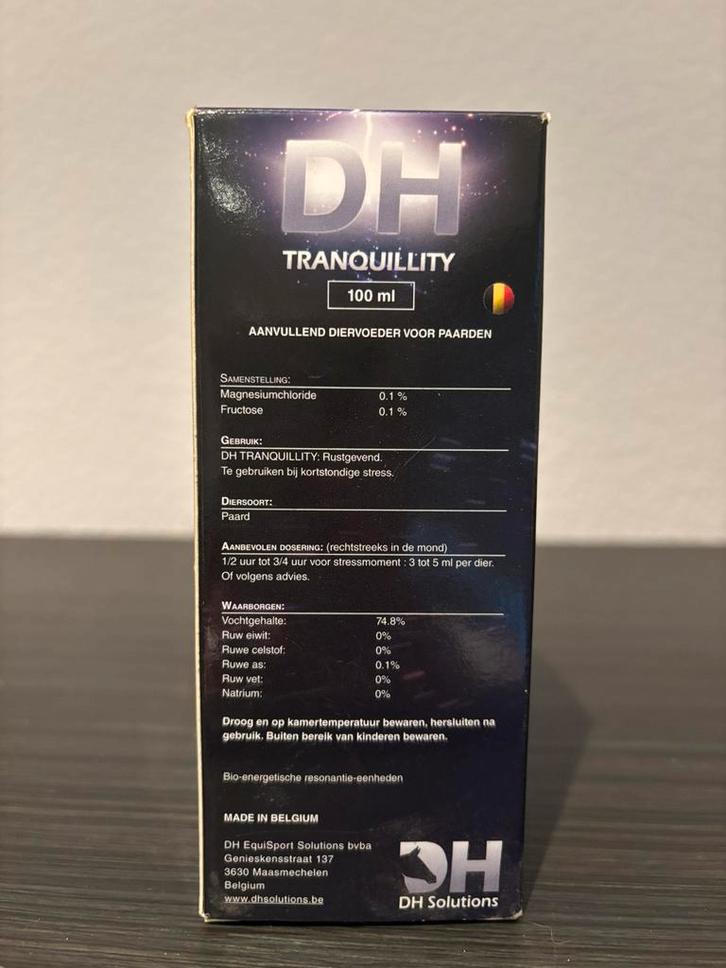 DH
TRANQUILLITY
100 ml
AANVULLEND DIERVOEDER VOOR PAARDEN
SAMENSTELLING:
Magnesiumchloride 0.1 %
Fructose 0.1 %
GEBRUIK:
DH TRANQUILLITY: Rustgevend.
Te gebruiken bij kortstondige stress.
DIERSOORT:
Paard
AANBEVOLEN DOSERING: (rechtstreeks in de mond)
1/2 uur tot 3/4 uur voor stressmoment : 3 tot 5 ml per dier.
Of volgens advies.
WAARBORGEN:
Vochtgehalte: 74.8%
Ruw eiwit: 0%
Ruwe celstof: 0%
Ruwe as: 0.1%
Ruw vet: 0%
Natrium: 0%
Droog en op kamertemperatuur bewaren, hersluiten na
gebruik. Buiten bereik van kinderen bewaren.
Bio-energetische resonantie-eenheden
MADE IN BELGIUM
DH EquiSport Solutions bvba
Genieskensstraat 137
3630 Maasmechelen
Belgium
www.dhsolutions.be
DH
DH Solutions